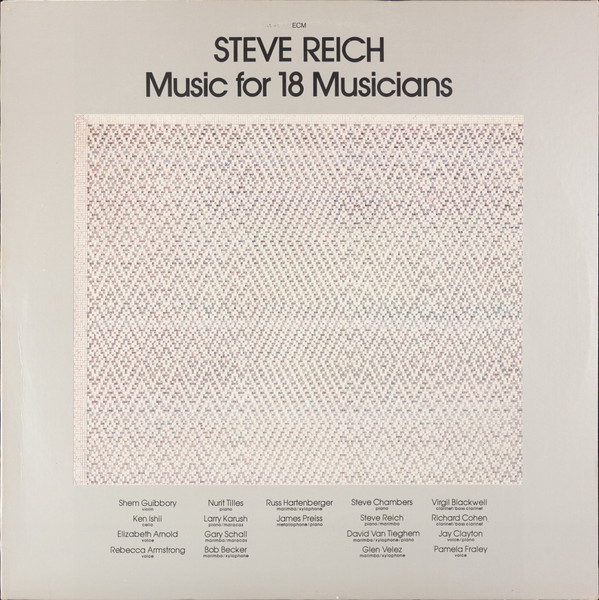 ECM
STEVE REICH
Music for 18 Musicians
Shem Guibbory
violin
Ken Ishii
cello
Elizabeth Arnold
voice
Rebecca Armstrong
voice
Nurit Tilles
piano
Larry Karush
piano/maracas
Gary Schall
marimba/maracas
Bob Becker
marimba/xylophone
Russ Hartenberger
marimba/xylophone
James Preiss
metallophone/piano
Steve Chambers
piano
Steve Reich
piano/marimba
David Van Tieghem
marimba/xylophone/piano
Glen Velez
marimba/xylophone
Virgil Blackwell
clarinet/bass clarinet
Richard Cohen
clarinet/bass clarinet
Jay Clayton
voice/piano
Pamela Fraley
voice